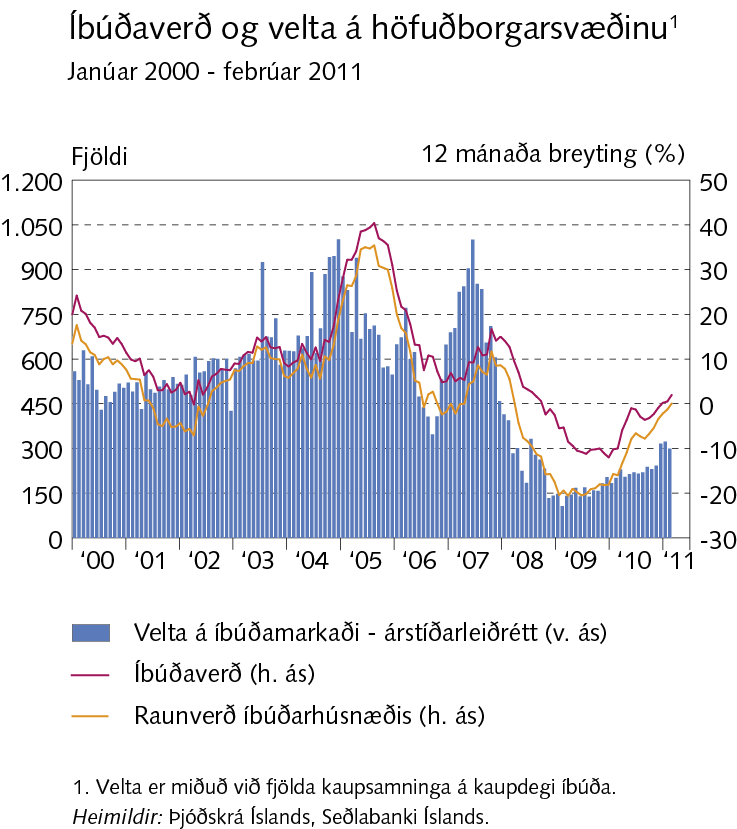 Íbúðaverð og velta á höfuðborgarsvæðinu¹
Janúar 2000 - febrúar 2011
Fjöldi 12 mánaða breyting (%)
1.200 50
1.050 40
900 30
750 20
600 10
450 0
300 -10
150 -20
0 -30
‘00 ‘01 ‘02 ‘03 ‘04 ‘05 ‘06 ‘07 ‘08 ‘09 ‘10 ‘11
Velta á íbúðamarkaði - árstíðarleiðrétt (v. ás)
Íbúðaverð (h. ás)
Raunverð íbúðarhúsnæðis (h. ás)
1. Velta er miðuð við fjölda kaupsamninga á kaupdegi íbúða.
Heimildir: Þjóðskrá Íslands, Seðlabanki Íslands.